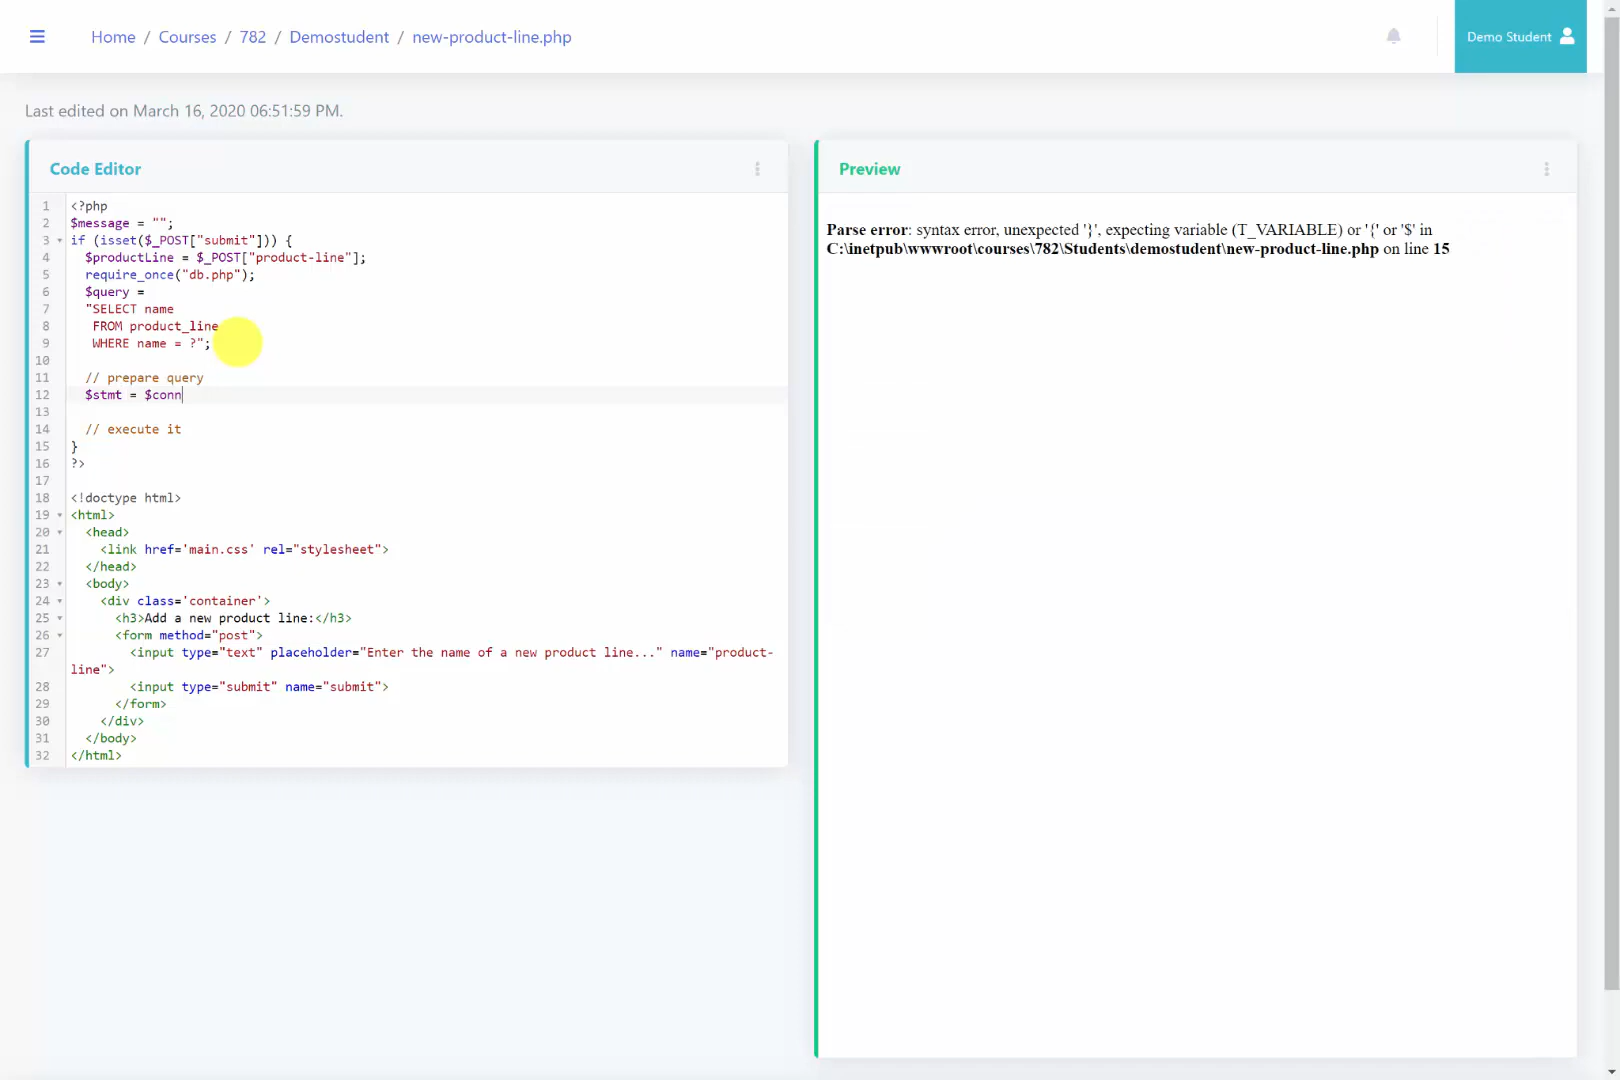 Home / Courses / 782 / Demostudent / new-product-line.php
Demo Student
Last edited on March 16, 2020 06:51:59 PM.
Code Editor
1 <?php
2 $message = "";
3 if (isset($_POST["submit"])) {
4 $productLine = $_POST["product-line"];
5 require_once("db.php");
6 $query =
7 "SELECT name
8 FROM product_line
9 WHERE name = ?";
10
11 // prepare query
12 $stmt = $conn
13
14 // execute it
15 }
16 ?>
17
18 <!doctype html>
19 <html>
20 <head>
21 <link href='main.css' rel="stylesheet">
22 </head>
23 <body>
24 <div class='container'>
25 <h3>Add a new product line:</h3>
26 <form method="post">
27 <input type="text" placeholder="Enter the name of a new product line..." name="product-
line">
28 <input type="submit" name="submit">
29 </form>
30 </div>
31 </body>
32 </html>
Preview
Parse error: syntax error, unexpected '}', expecting variable (T_VARIABLE) or '{' or '$' in
C:\inetpub\wwwroot\courses\782\Students\demostudent\new-product-line.php on line 15